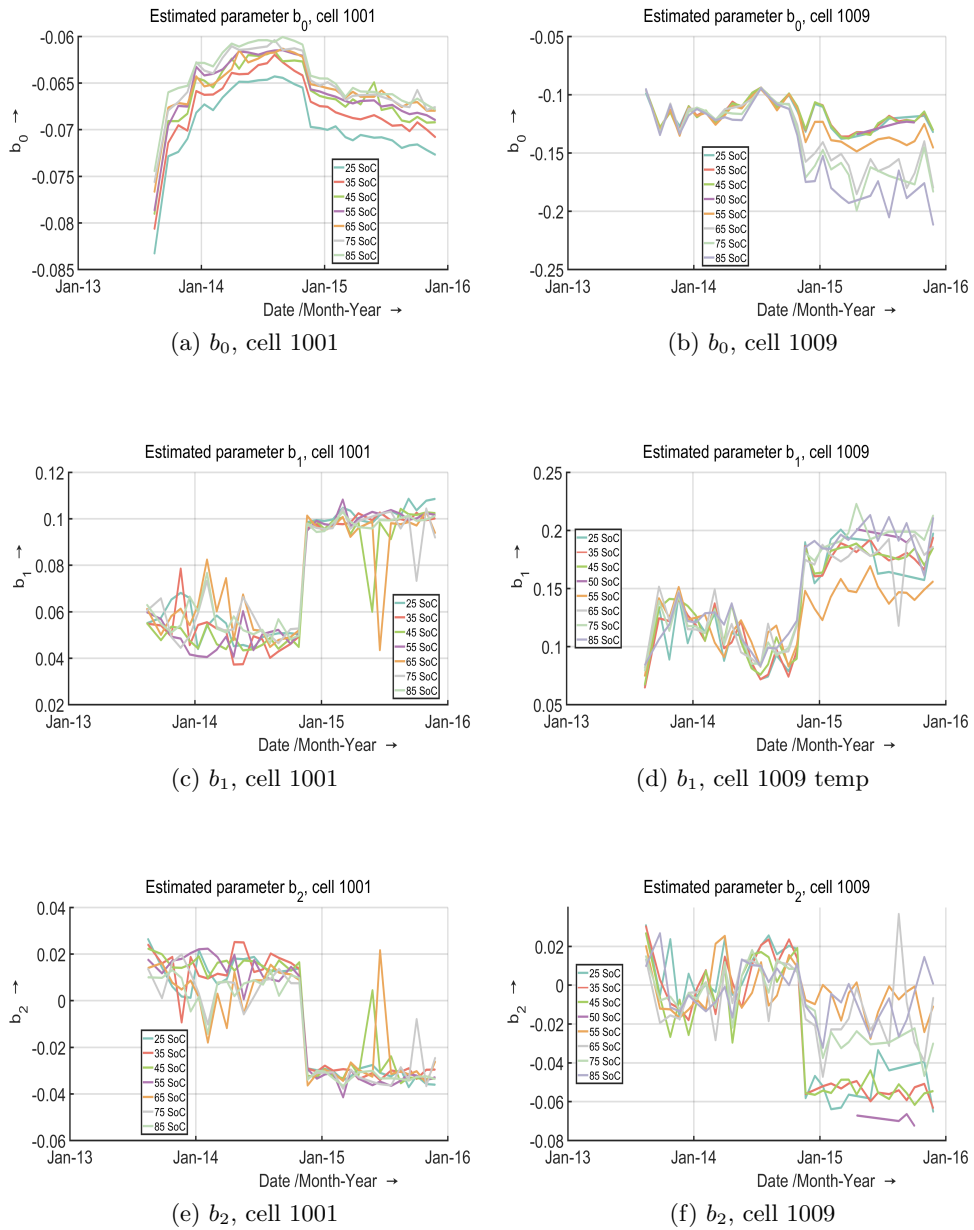 Estimated parameter b0, cell 1001
-0.06
-0.065
-0.07
-0.075
-0.08
-0.085
b0 →
25 SoC
35 SoC
45 SoC
55 SoC
65 SoC
75 SoC
85 SoC
Jan-13 Jan-14 Jan-15 Jan-16
Date /Month-Year →
(a) b0, cell 1001
Estimated parameter b0, cell 1009
-0.05
-0.1
-0.15
-0.2
-0.25
b0 →
25 SoC
35 SoC
45 SoC
50 SoC
55 SoC
65 SoC
75 SoC
85 SoC
Jan-13 Jan-14 Jan-15 Jan-16
Date /Month-Year →
(b) b0, cell 1009
Estimated parameter b1, cell 1001
0.12
0.1
0.08
0.06
0.04
0.02
b1 →
25 SoC
35 SoC
45 SoC
55 SoC
65 SoC
75 SoC
85 SoC
Jan-13 Jan-14 Jan-15 Jan-16
Date /Month-Year →
(c) b1, cell 1001
Estimated parameter b1, cell 1009
0.25
0.2
0.15
0.1
0.05
b1 →
25 SoC
35 SoC
45 SoC
50 SoC
55 SoC
65 SoC
75 SoC
85 SoC
Jan-13 Jan-14 Jan-15 Jan-16
Date /Month-Year →
(d) b1, cell 1009 temp
Estimated parameter b2, cell 1001
0.04
0.02
0
-0.02
-0.04
-0.06
b2 →
25 SoC
35 SoC
45 SoC
55 SoC
65 SoC
75 SoC
85 SoC
Jan-13 Jan-14 Jan-15 Jan-16
Date /Month-Year →
(e) b2, cell 1001
Estimated parameter b2, cell 1009
0.02
0
-0.02
-0.04
-0.06
-0.08
b2 →
25 SoC
35 SoC
45 SoC
50 SoC
55 SoC
65 SoC
75 SoC
85 SoC
Jan-13 Jan-14 Jan-15 Jan-16
Date /Month-Year →
(f) b2, cell 1009